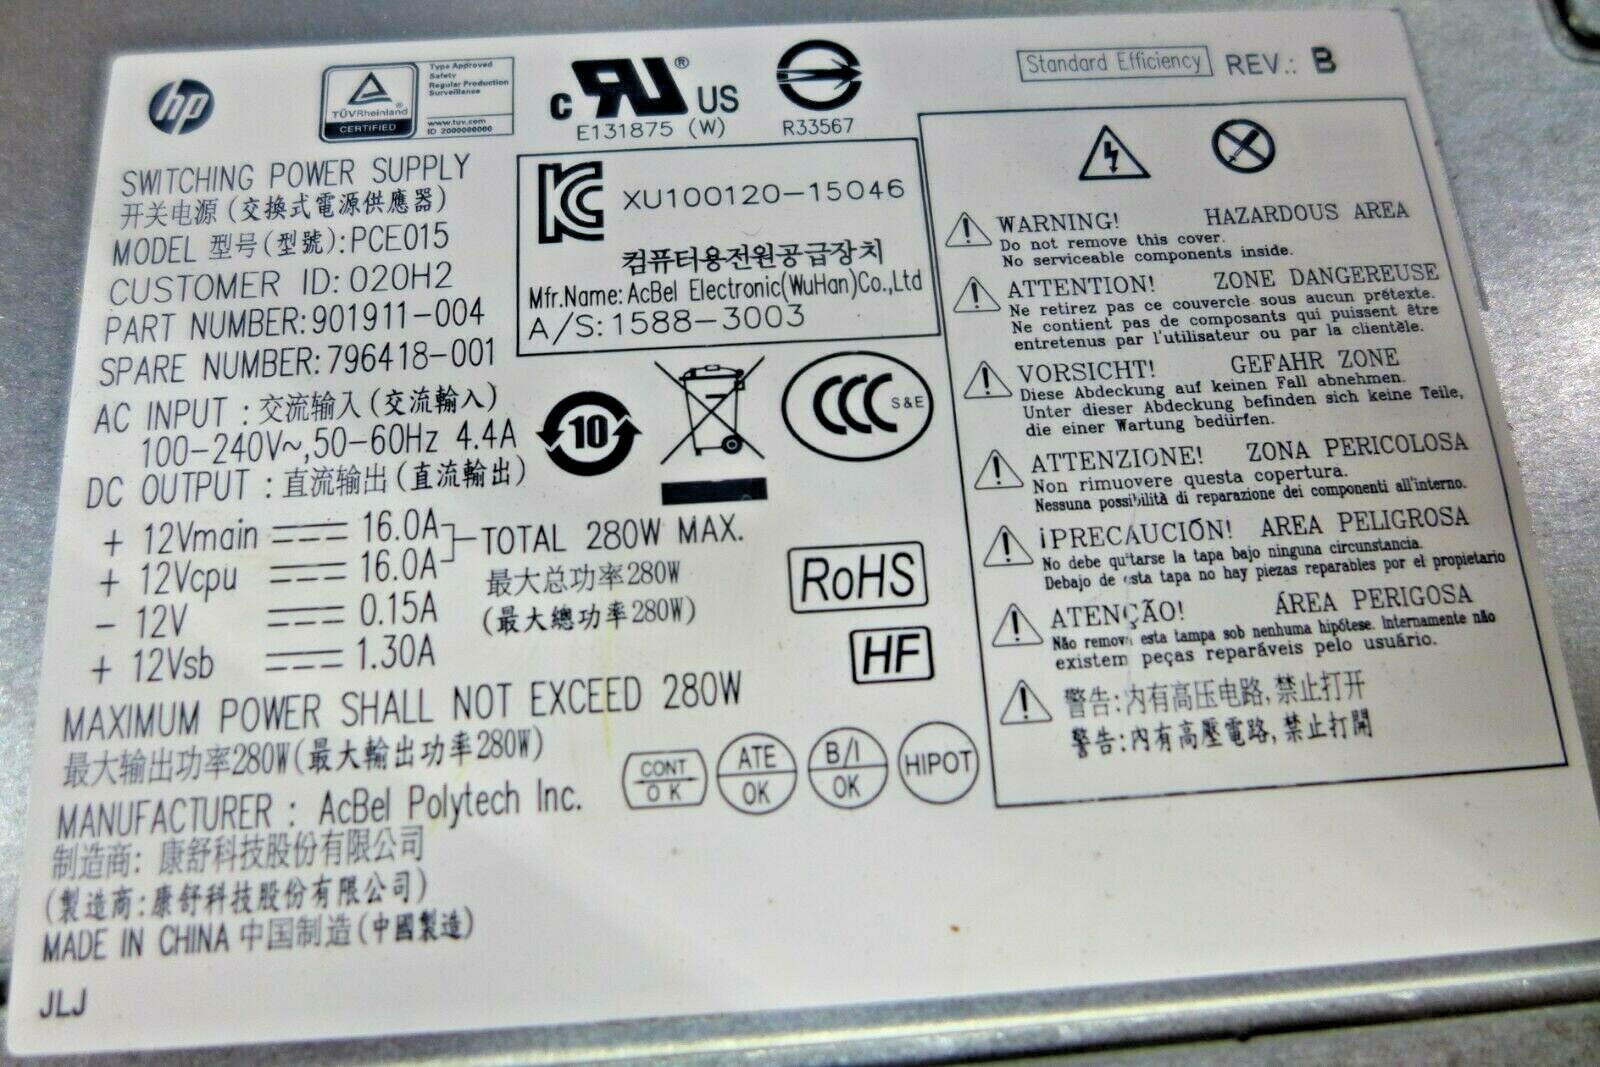 hp
TÜVRheinland
CERTIFIED
Type Approved
Safety
Regular Production
Surveillance
www.tuv.com
ID 2000000000
c RU ® US
E131875 (W)
R33567
Standard Efficiency REV.: B
SWITCHING POWER SUPPLY
开关电源 (交換式電源供應器)
MODEL 型号(型號):PCE015
CUSTOMER ID: 020H2
PART NUMBER: 901911-004
SPARE NUMBER: 796418-001
AC INPUT : 交流输入 (交流輸入)
100-240V~, 50-60Hz 4.4A
DC OUTPUT : 直流输出 (直流輸出)
+ 12Vmain 16.0A
+ 12Vcpu 16.0A
- 12V 0.15A
+ 12Vsb 1.30A
TOTAL 280W MAX.
最大总功率280W
(最大總功率280W)
MAXIMUM POWER SHALL NOT EXCEED 280W
最大输出功率280W(最大輸出功率280W)
MANUFACTURER : AcBel Polytech Inc.
制造商: 康舒科技股份有限公司
(製造商:康舒科技股份有限公司)
MADE IN CHINA 中国制造 (中國製造)
JLJ
KC XU100120-15046
컴퓨터용전원공급장치
Mfr.Name: AcBel Electronic(WuHan)Co.,Ltd
A/S: 1588-3003
10
CCC S&E
RoHS
HF
CONT
OK
ATE
OK
B/I
OK
HIPOT
WARNING! HAZARDOUS AREA
Do not remove this cover.
No serviceable components inside.
ATTENTION! ZONE DANGEREUSE
Ne retirez pas ce couvercle sous aucun prétexte.
Ne contient pas de composants qui puissent être
entretenus par l'utilisateur ou par la clientèle.
VORSICHT! GEFAHR ZONE
Diese Abdeckung auf keinen Fall abnehmen.
Unter dieser Abdeckung befinden sich keine Teile,
die einer Wartung bedürfen.
ATTENZIONE! ZONA PERICOLOSA
Non rimuovere questa copertura.
Nessuna possibilità di reparazione dei componenti all'interno.
¡PRECAUCIÓN! AREA PELIGROSA
No debe quitarse la tapa bajo ninguna circunstancia.
Debajo de esta tapa no hay piezas reparables por el propietario
ATENÇÃO! ÁREA PERIGOSA
Não remova esta tampa sob nenhuma hipótese. Internamente não
existem peças reparáveis pelo usuário.
警告: 内有高压电路, 禁止打开
警告: 內有高壓電路, 禁止打開